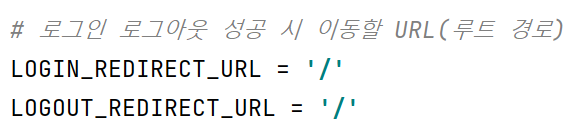 # 로그인 로그아웃 성공 시 이동할 URL(루트 경로)
LOGIN_REDIRECT_URL = '/'
LOGOUT_REDIRECT_URL = '/'